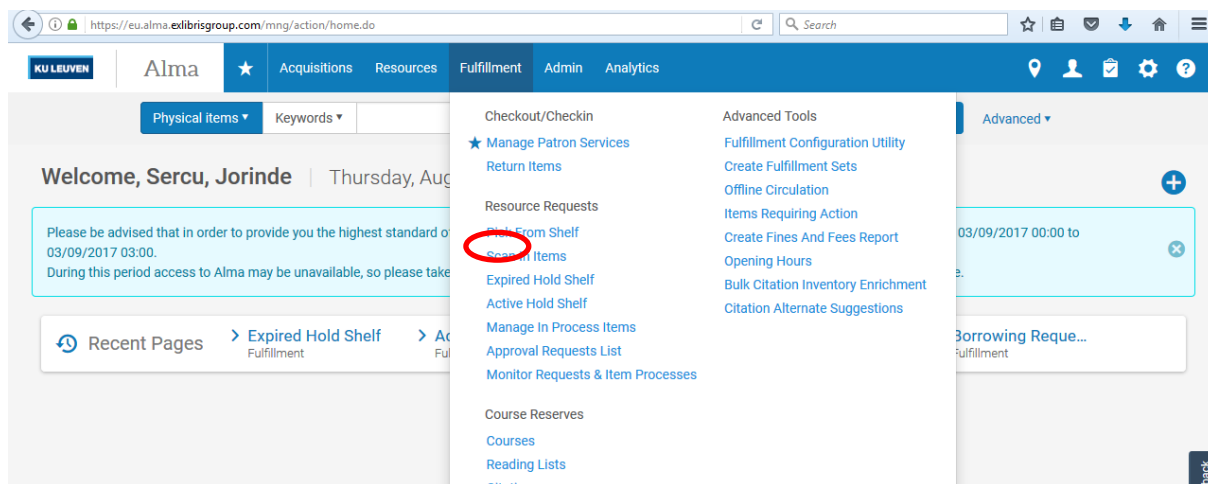 https://eu.alma.exlibrisgroup.com/mng/action/home.do
Search
KU LEUVEN
Alma
Acquisitions Resources Fulfillment Admin Analytics
Physical items
Keywords
Advanced
Welcome, Sercu, Jorinde
Thursday, Aug
Please be advised that in order to provide you the highest standard o
03/09/2017 00:00 to
03/09/2017 03:00.
During this period access to Alma may be unavailable, so please take
e.
Recent Pages
Expired Hold Shelf
Fulfillment
Ac
Ful
Borrowing Reque...
Fulfillment
Checkout/Checkin
Manage Patron Services
Return Items
Resource Requests
Pick From Shelf
Scan In Items
Expired Hold Shelf
Active Hold Shelf
Manage In Process Items
Approval Requests List
Monitor Requests & Item Processes
Course Reserves
Courses
Reading Lists
Advanced Tools
Fulfillment Configuration Utility
Create Fulfillment Sets
Offline Circulation
Items Requiring Action
Create Fines And Fees Report
Opening Hours
Bulk Citation Inventory Enrichment
Citation Alternate Suggestions